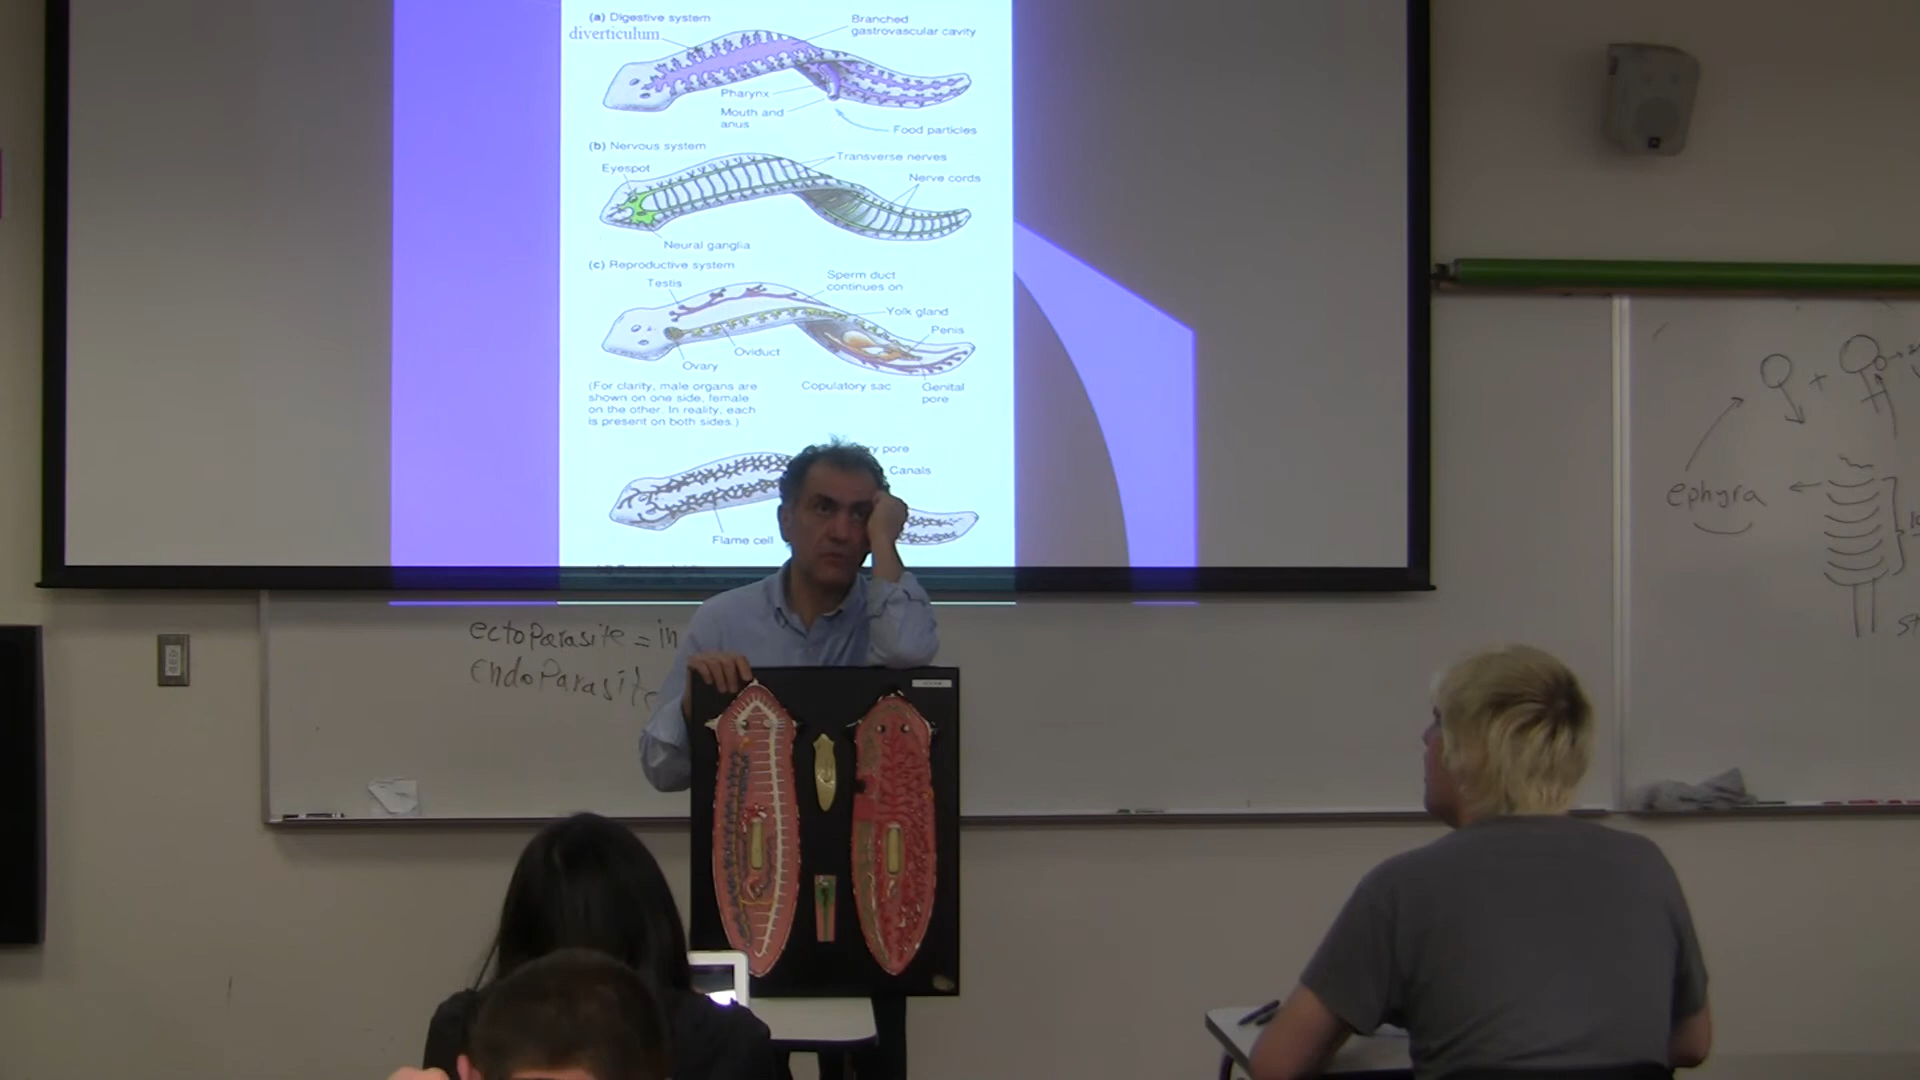 (a) Digestive system
diverticulum
Branched
gastrovascular cavity
Pharynx
Mouth and
anus
Food particles
(b) Nervous system
Eyespot
Transverse nerves
Nerve cords
Neural ganglia
(c) Reproductive system
Testis
Sperm duct
continues on
Yolk gland
Penis
Oviduct
Ovary
Copulatory sac
Genital
pore
(For clarity, male organs are
shown on one side, female
on the other. In reality, each
is present on both sides.)
pore
Canals
Flame cell
ectoParasite = in
endoParasite
ephyra
+